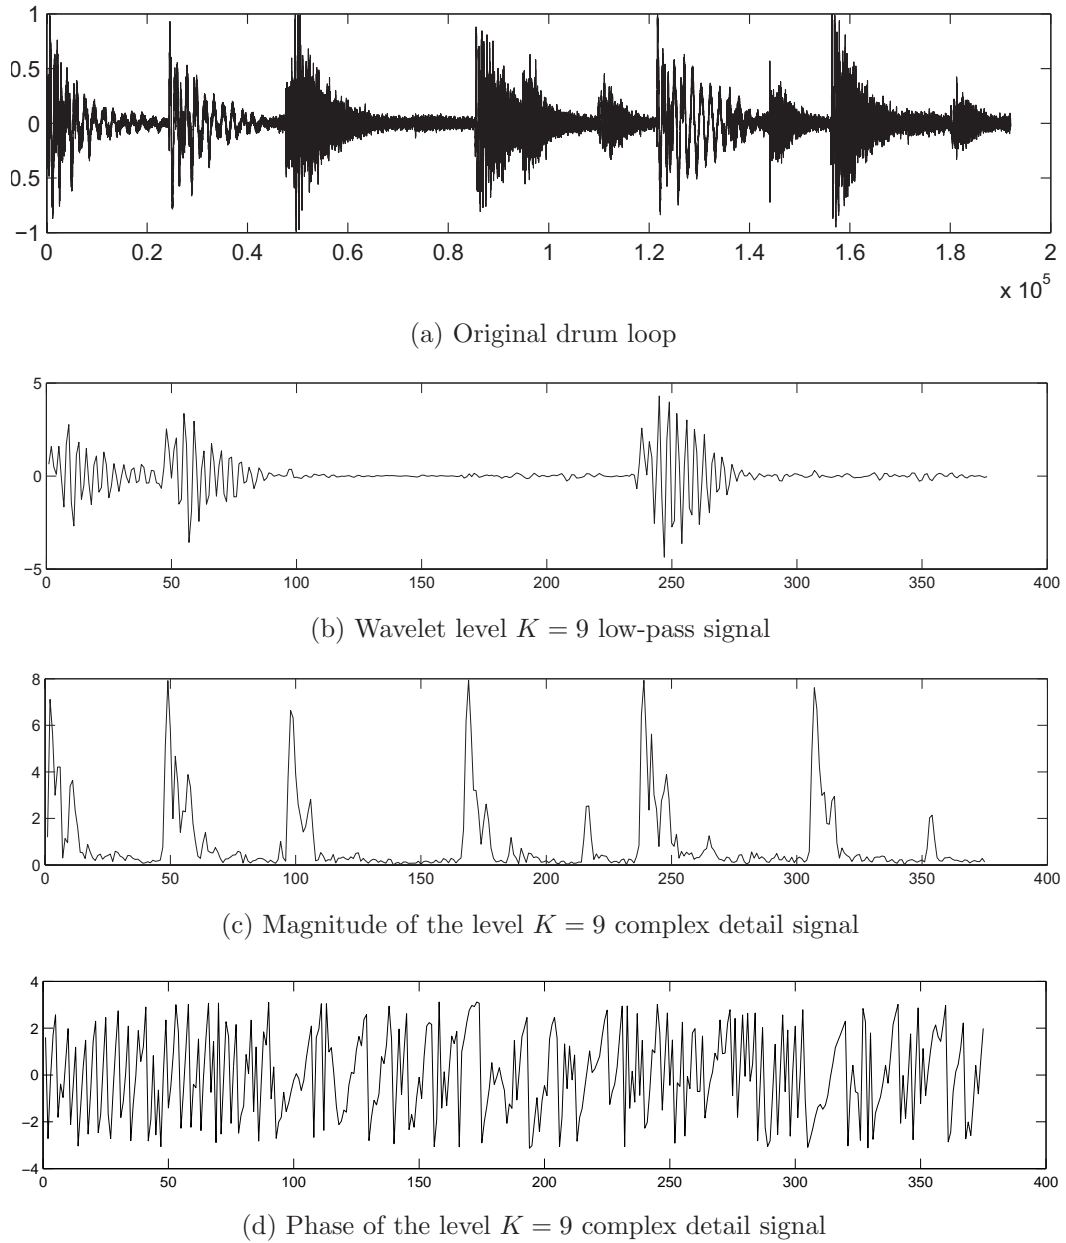 1
0.5
0
0.5
−1
0 0.2 0.4 0.6 0.8 1 1.2 1.4 1.6 1.8 2
x 10^5
(a) Original drum loop
5
0
−5
0 50 100 150 200 250 300 350 400
(b) Wavelet level K = 9 low-pass signal
8
6
4
2
0
0 50 100 150 200 250 300 350 400
(c) Magnitude of the level K = 9 complex detail signal
4
2
0
−2
−4
0 50 100 150 200 250 300 350 400
(d) Phase of the level K = 9 complex detail signal